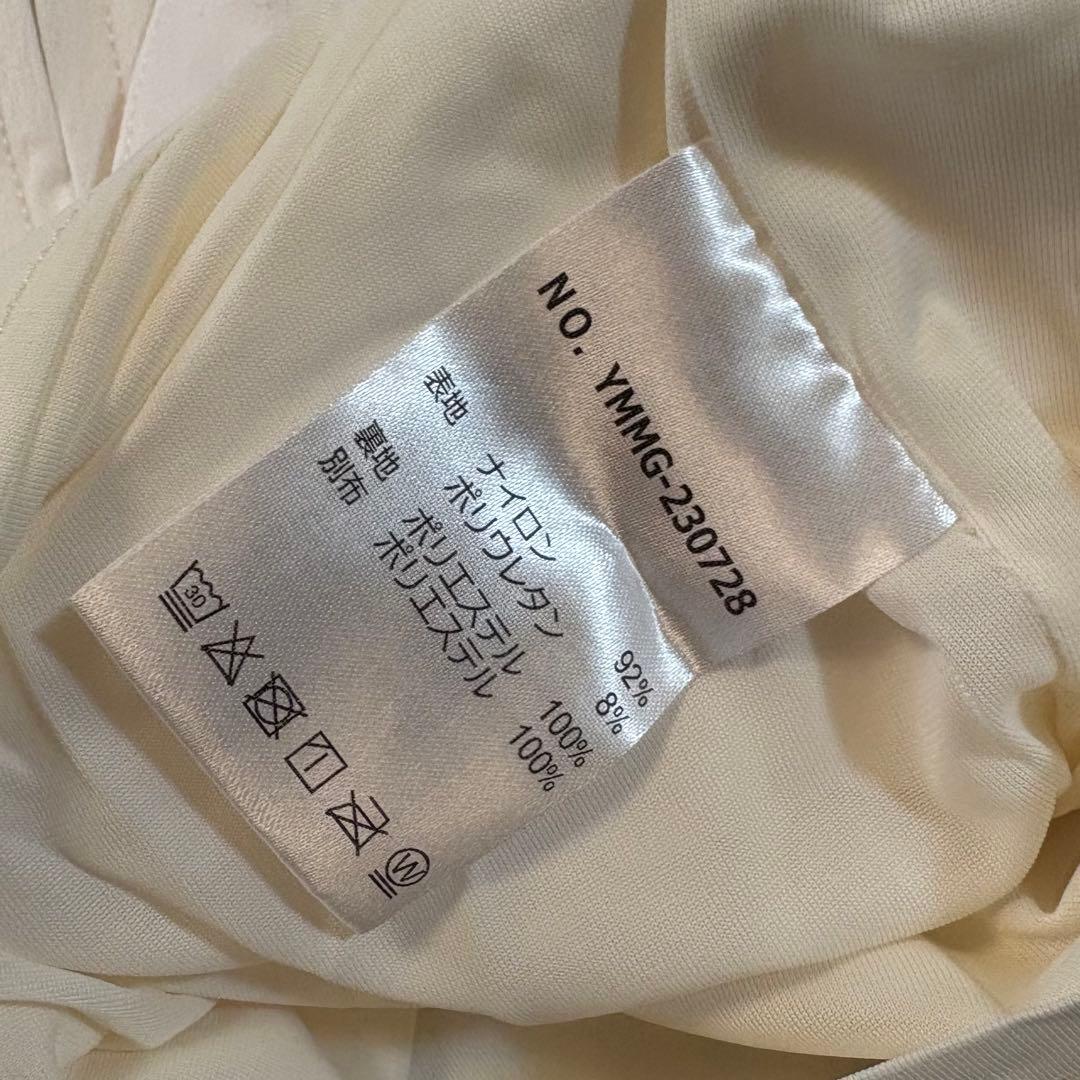 NO. YMMG-230728
表地 ナイロン 92%
ポリウレタン 8%
裏地 ポリエステル 100%
別布 ポリエステル 100%
30
W